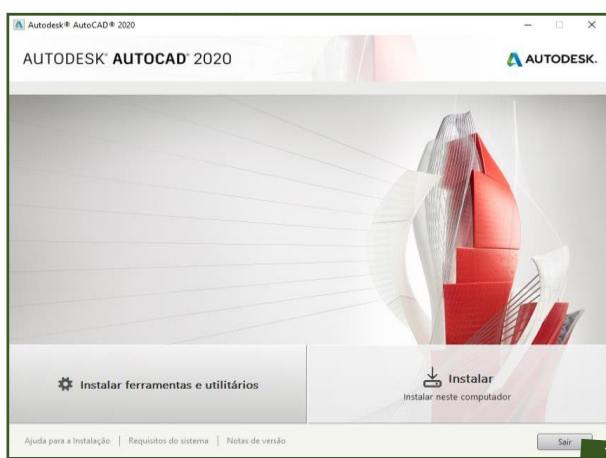 Autodesk® AutoCAD® 2020
AUTODESK® AUTOCAD® 2020
AUTODESK.
Instalar ferramentas e utilitários
Instalar
Instalar neste computador
Ajuda para a Instalação | Requisitos do sistema | Notas de versão
Sair